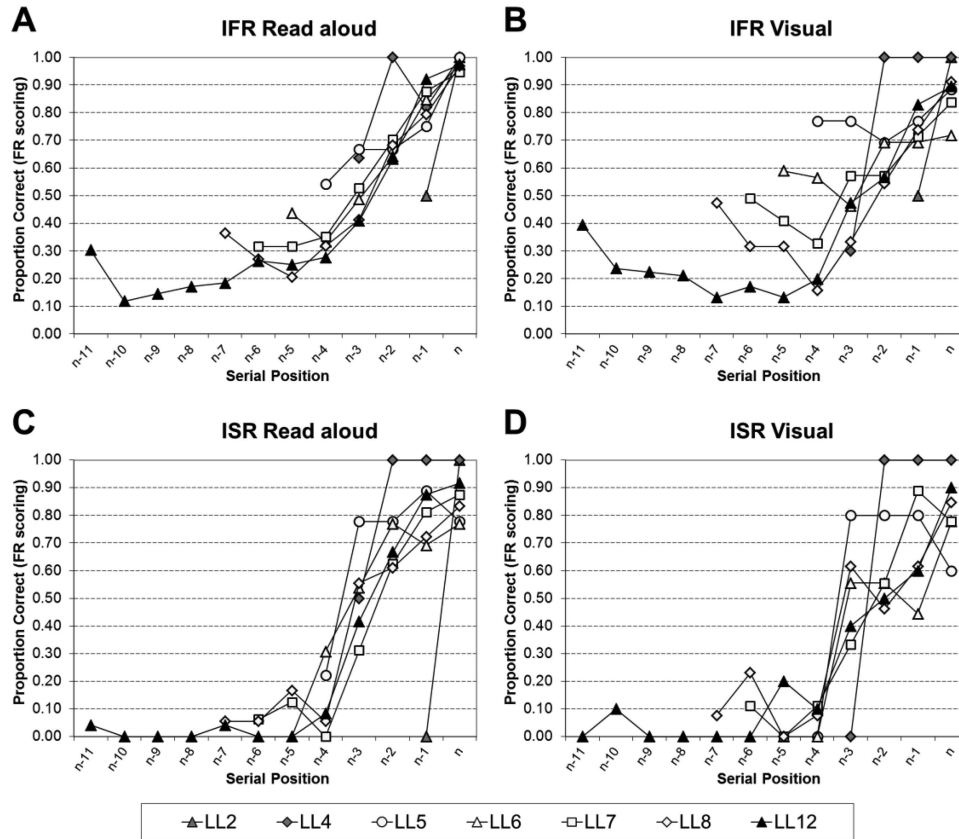 A
IFR Read aloud
Proportion Correct (FR scoring)
1.00
0.90
0.80
0.70
0.60
0.50
0.40
0.30
0.20
0.10
0.00
n-11 n-10 n-9 n-8 n-7 n-6 n-5 n-4 n-3 n-2 n-1 n
Serial Position
B
IFR Visual
Proportion Correct (FR scoring)
1.00
0.90
0.80
0.70
0.60
0.50
0.40
0.30
0.20
0.10
0.00
n-11 n-10 n-9 n-8 n-7 n-6 n-5 n-4 n-3 n-2 n-1 n
Serial Position
C
ISR Read aloud
Proportion Correct (FR scoring)
1.00
0.90
0.80
0.70
0.60
0.50
0.40
0.30
0.20
0.10
0.00
n-11 n-10 n-9 n-8 n-7 n-6 n-5 n-4 n-3 n-2 n-1 n
Serial Position
D
ISR Visual
Proportion Correct (FR scoring)
1.00
0.90
0.80
0.70
0.60
0.50
0.40
0.30
0.20
0.10
0.00
n-11 n-10 n-9 n-8 n-7 n-6 n-5 n-4 n-3 n-2 n-1 n
Serial Position
LL2 LL4 LL5 LL6 LL7 LL8 LL12